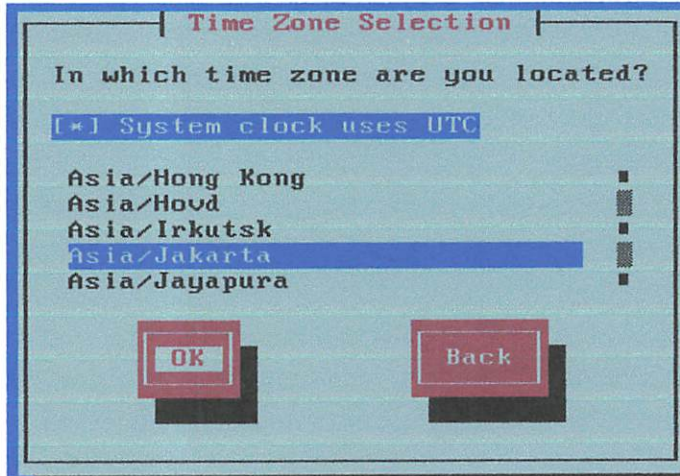 Time Zone Selection
In which time zone are you located?
[*] System clock uses UTC
Asia/Hong Kong
Asia/Hovd
Asia/Irkutsk
Asia/Jakarta
Asia/Jayapura
OK Back